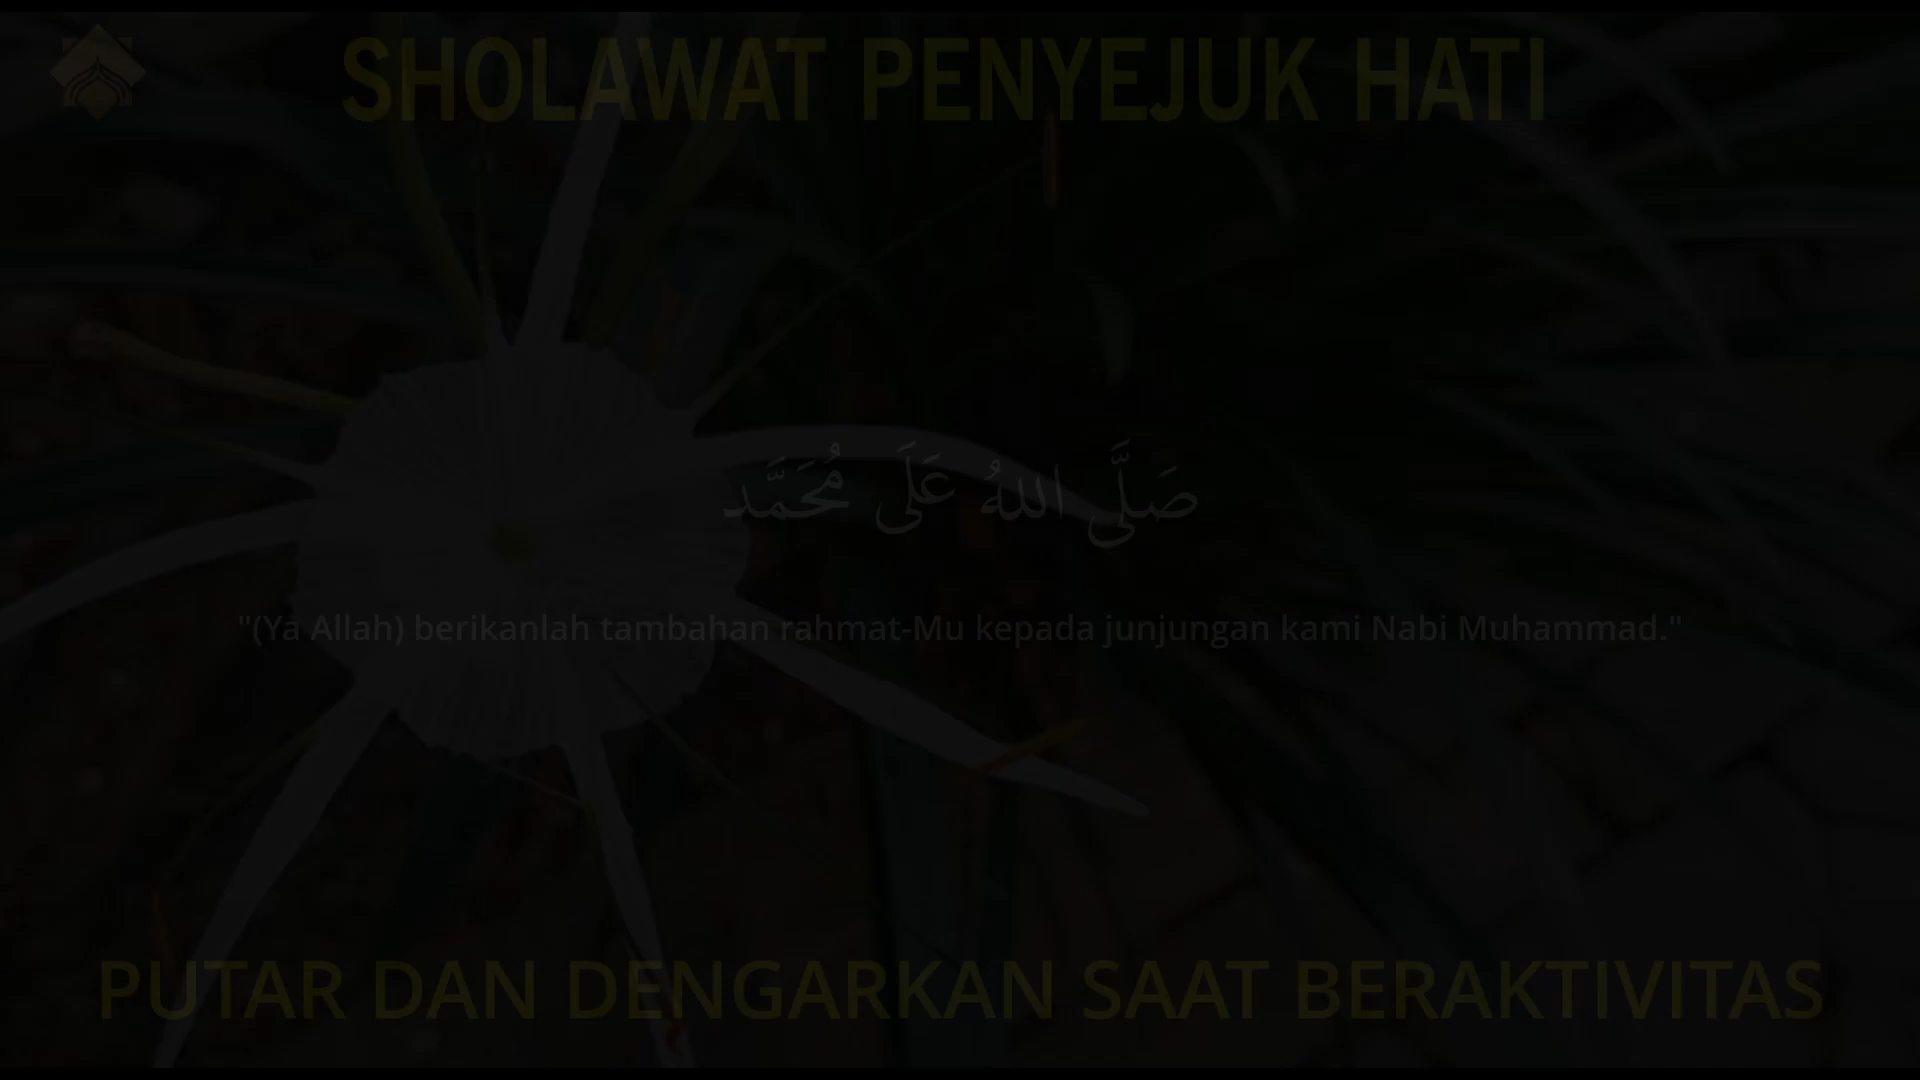 SHOLAWAT PENYEJUK HATI
صَلَّى اللهُ عَلَى مُحَمَّد
"(Ya Allah) berikanlah tambahan rahmat-Mu kepada junjungan kami Nabi Muhammad."
PUTAR DAN DENGARKAN SAAT BERAKTIVITAS